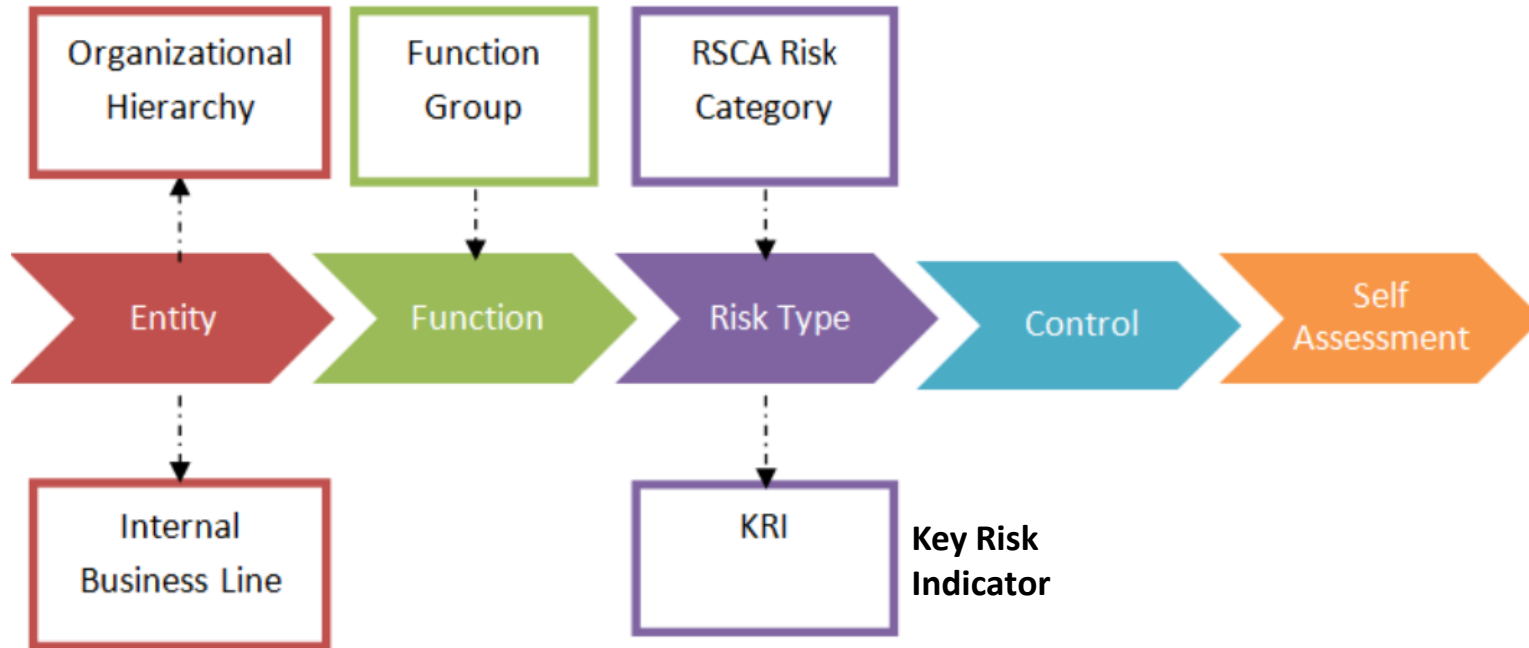 Organizational
Hierarchy
Function
Group
RSCA Risk
Category
Entity
Function
Risk Type
Control
Self
Assessment
Internal
Business Line
KRI
Key Risk
Indicator